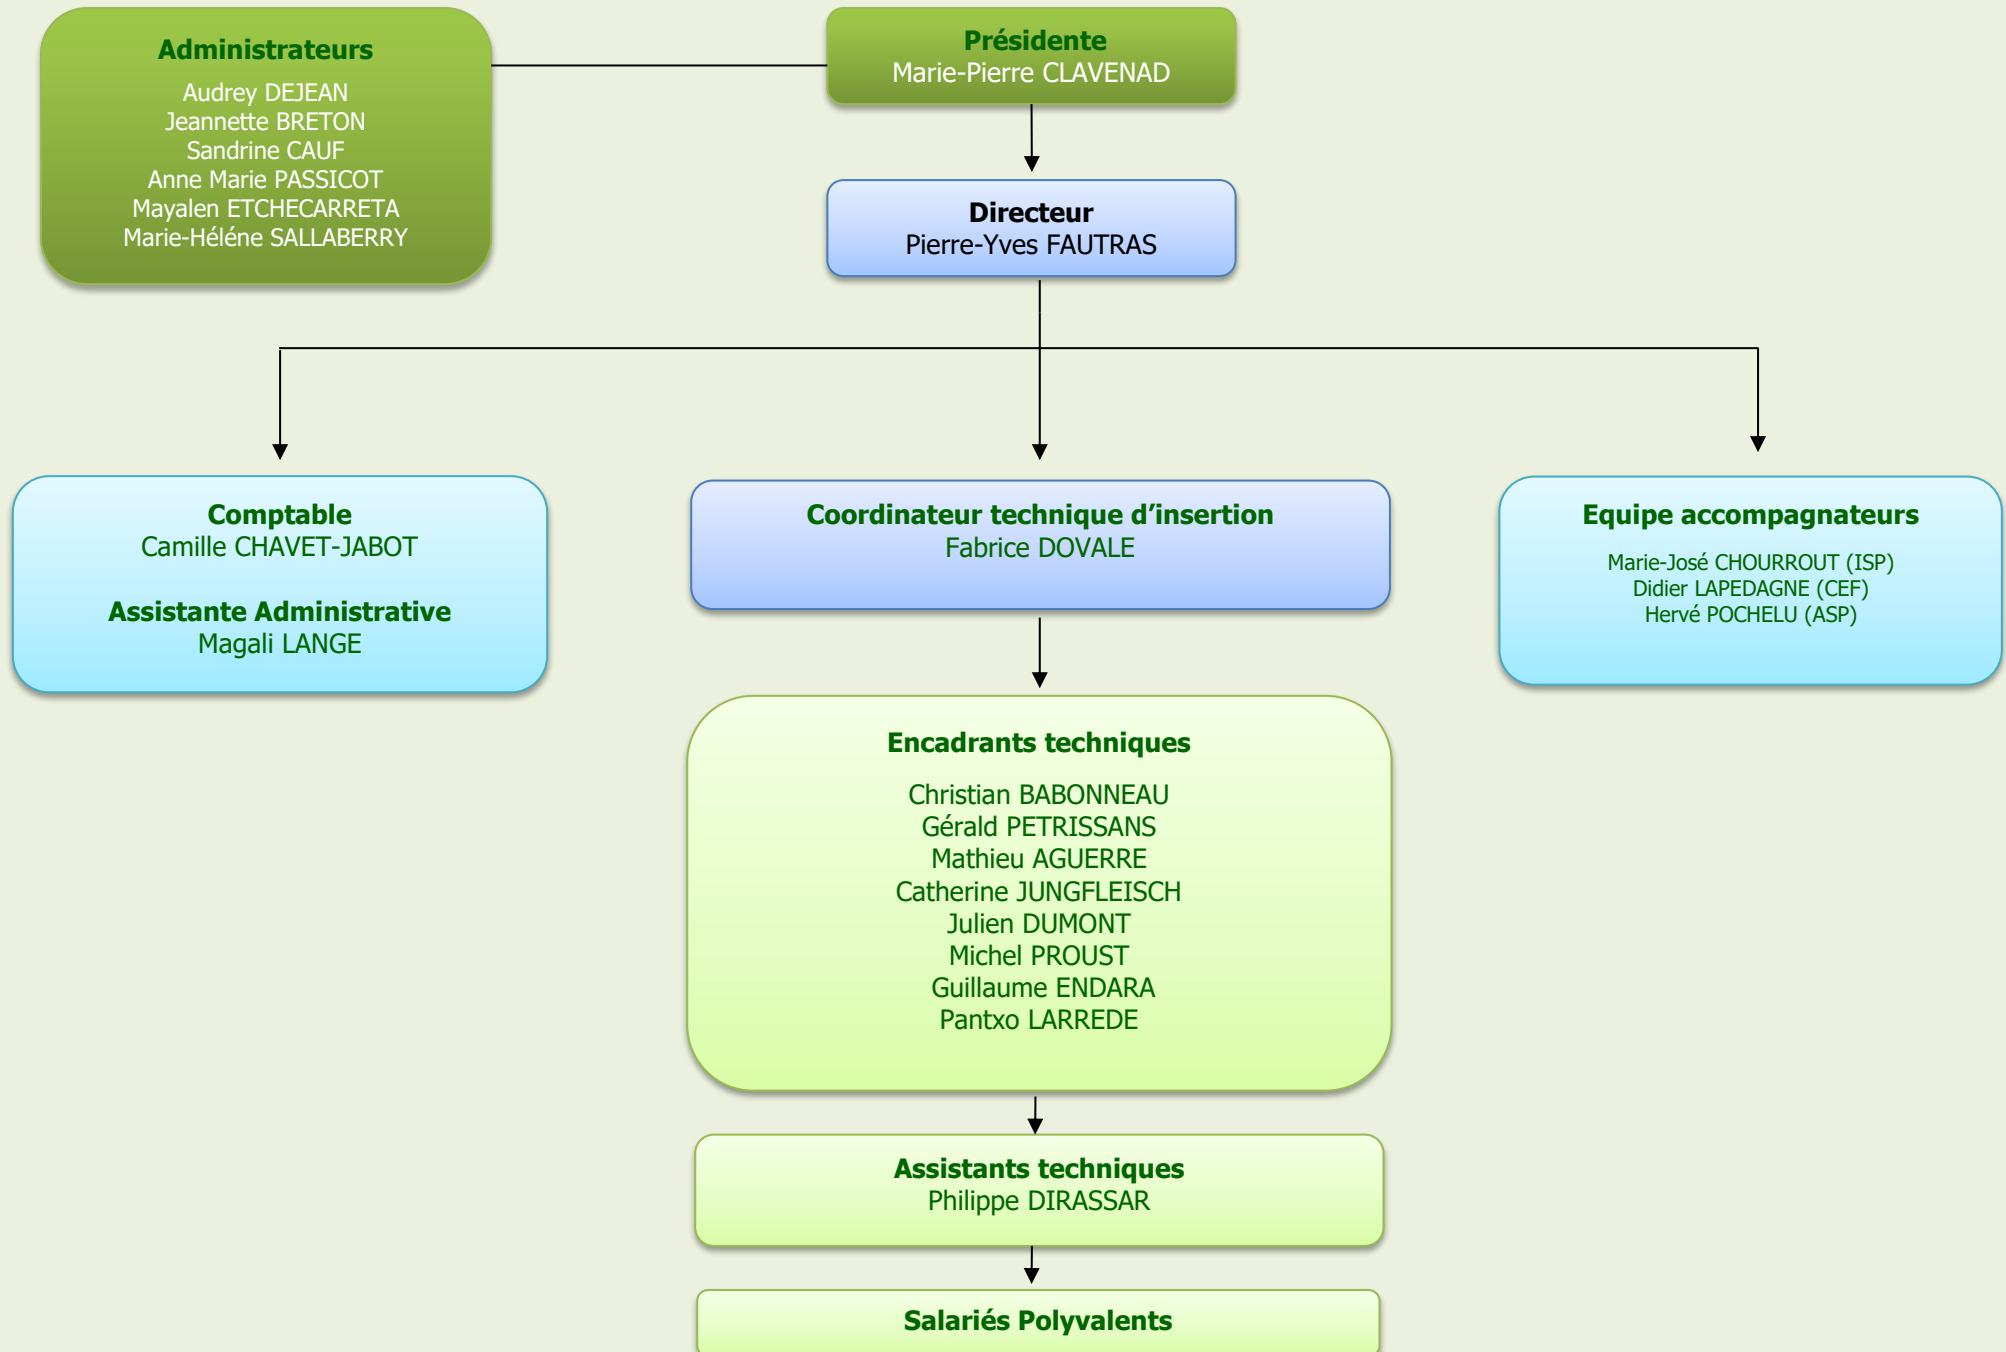 Administrateurs
Audrey DEJEAN
Jeannette BRETON
Sandrine CAUF
Anne Marie PASSICOT
Mayalen ETCHECARRETA
Marie-Héléne SALLABERRY
Présidente
Marie-Pierre CLAVENAD
Directeur
Pierre-Yves FAUTRAS
Comptable
Camille CHAVET-JABOT
Assistante Administrative
Magali LANGE
Coordinateur technique d’insertion
Fabrice DOVALE
Equipe accompagnateurs
Marie-José CHOURROUT (ISP)
Didier LAPEDAGNE (CEF)
Hervé POCHELU (ASP)
Encadrants techniques
Christian BABONNEAU
Gérald PETRISSANS
Mathieu AGUERRE
Catherine JUNGFLEISCH
Julien DUMONT
Michel PROUST
Guillaume ENDARA
Pantxo LARREDE
Assistants techniques
Philippe DIRASSAR
Salariés Polyvalents